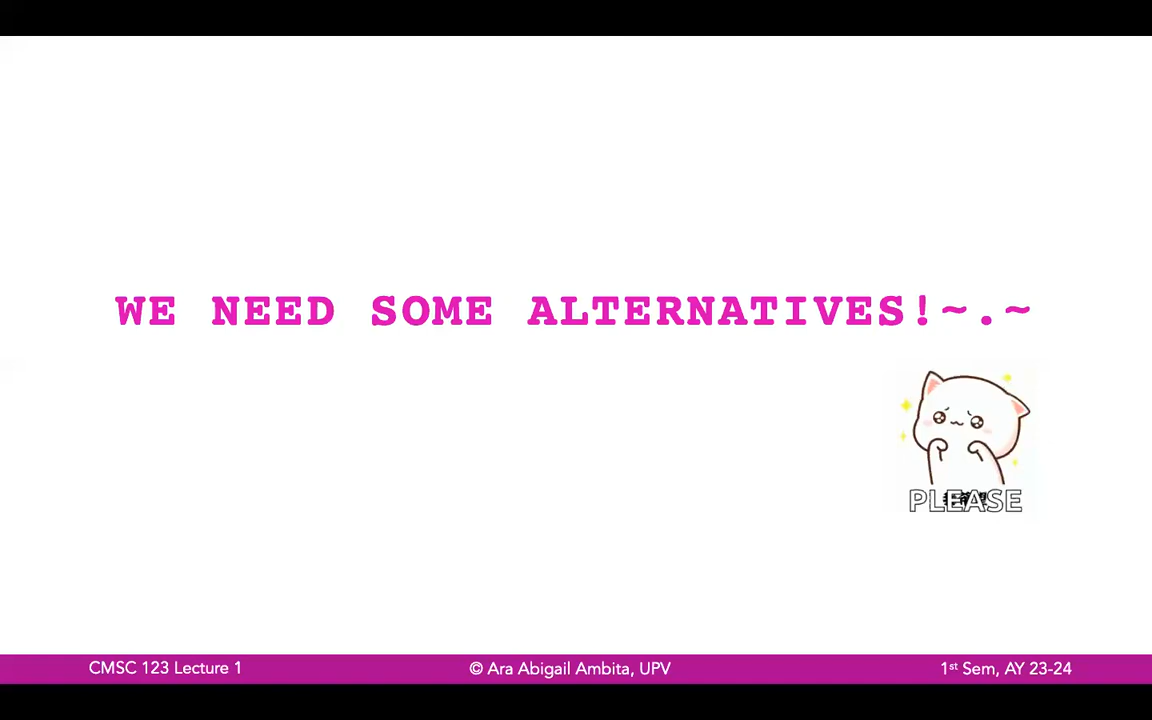 WE NEED SOME ALTERNATIVES!~.~
PLEASE
CMSC 123 Lecture 1
© Ara Abigail Ambita, UPV
1st Sem, AY 23-24